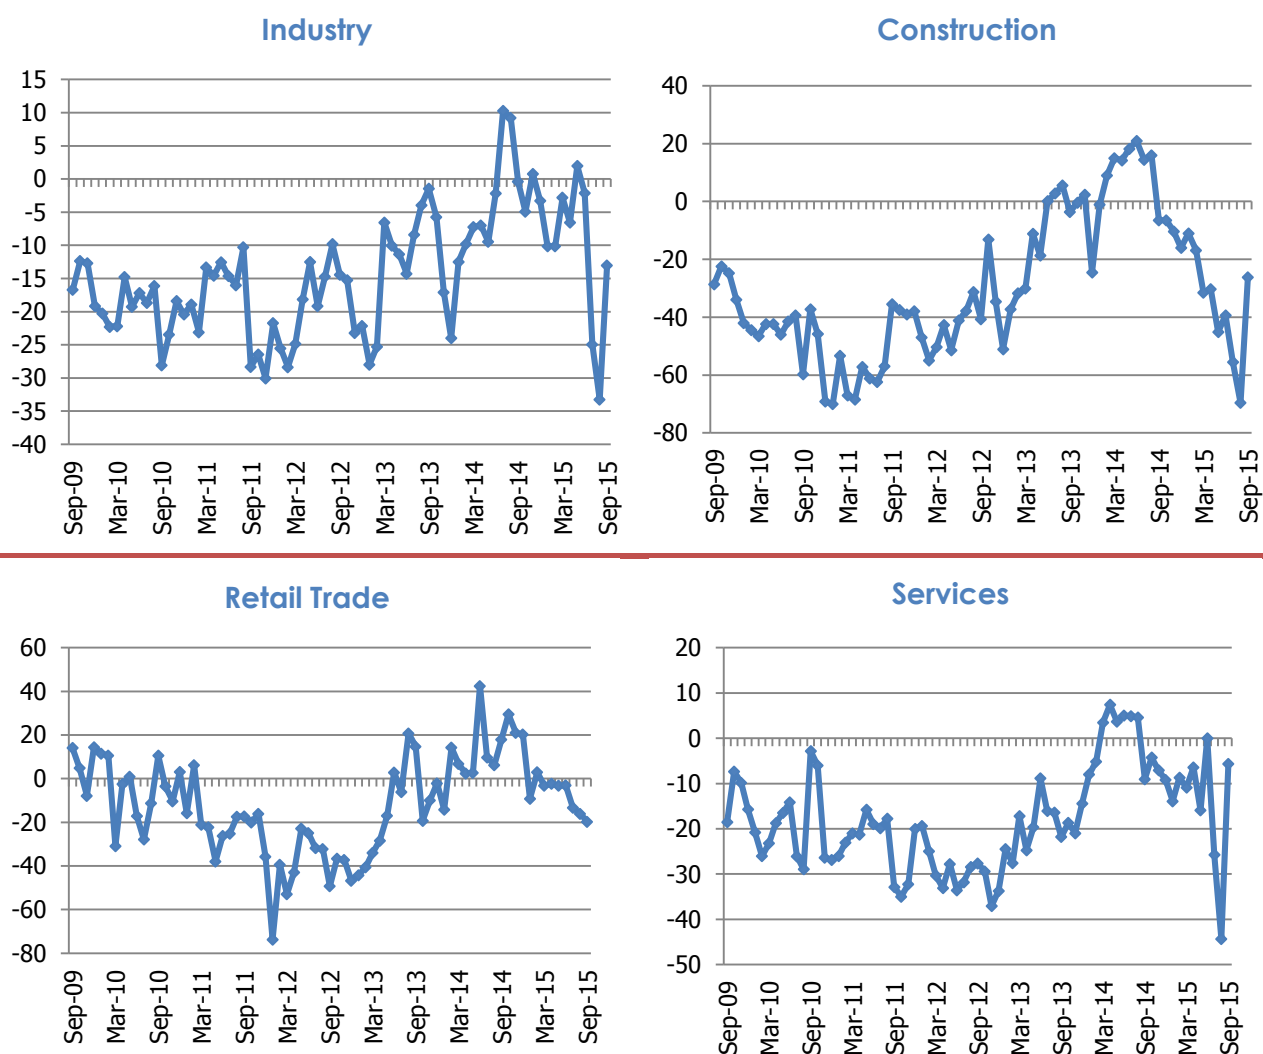 Industry
15
10
5
0
-5
-10
-15
-20
-25
-30
-35
-40
Sep-09
Mar-10
Sep-10
Mar-11
Sep-11
Mar-12
Sep-12
Mar-13
Sep-13
Mar-14
Sep-14
Mar-15
Sep-15
Construction
40
20
0
-20
-40
-60
-80
Sep-09
Mar-10
Sep-10
Mar-11
Sep-11
Mar-12
Sep-12
Mar-13
Sep-13
Mar-14
Sep-14
Mar-15
Sep-15
Retail Trade
60
40
20
0
-20
-40
-60
-80
Sep-09
Mar-10
Sep-10
Mar-11
Sep-11
Mar-12
Sep-12
Mar-13
Sep-13
Mar-14
Sep-14
Mar-15
Sep-15
Services
20
10
0
-10
-20
-30
-40
-50
Sep-09
Mar-10
Sep-10
Mar-11
Sep-11
Mar-12
Sep-12
Mar-13
Sep-13
Mar-14
Sep-14
Mar-15
Sep-15